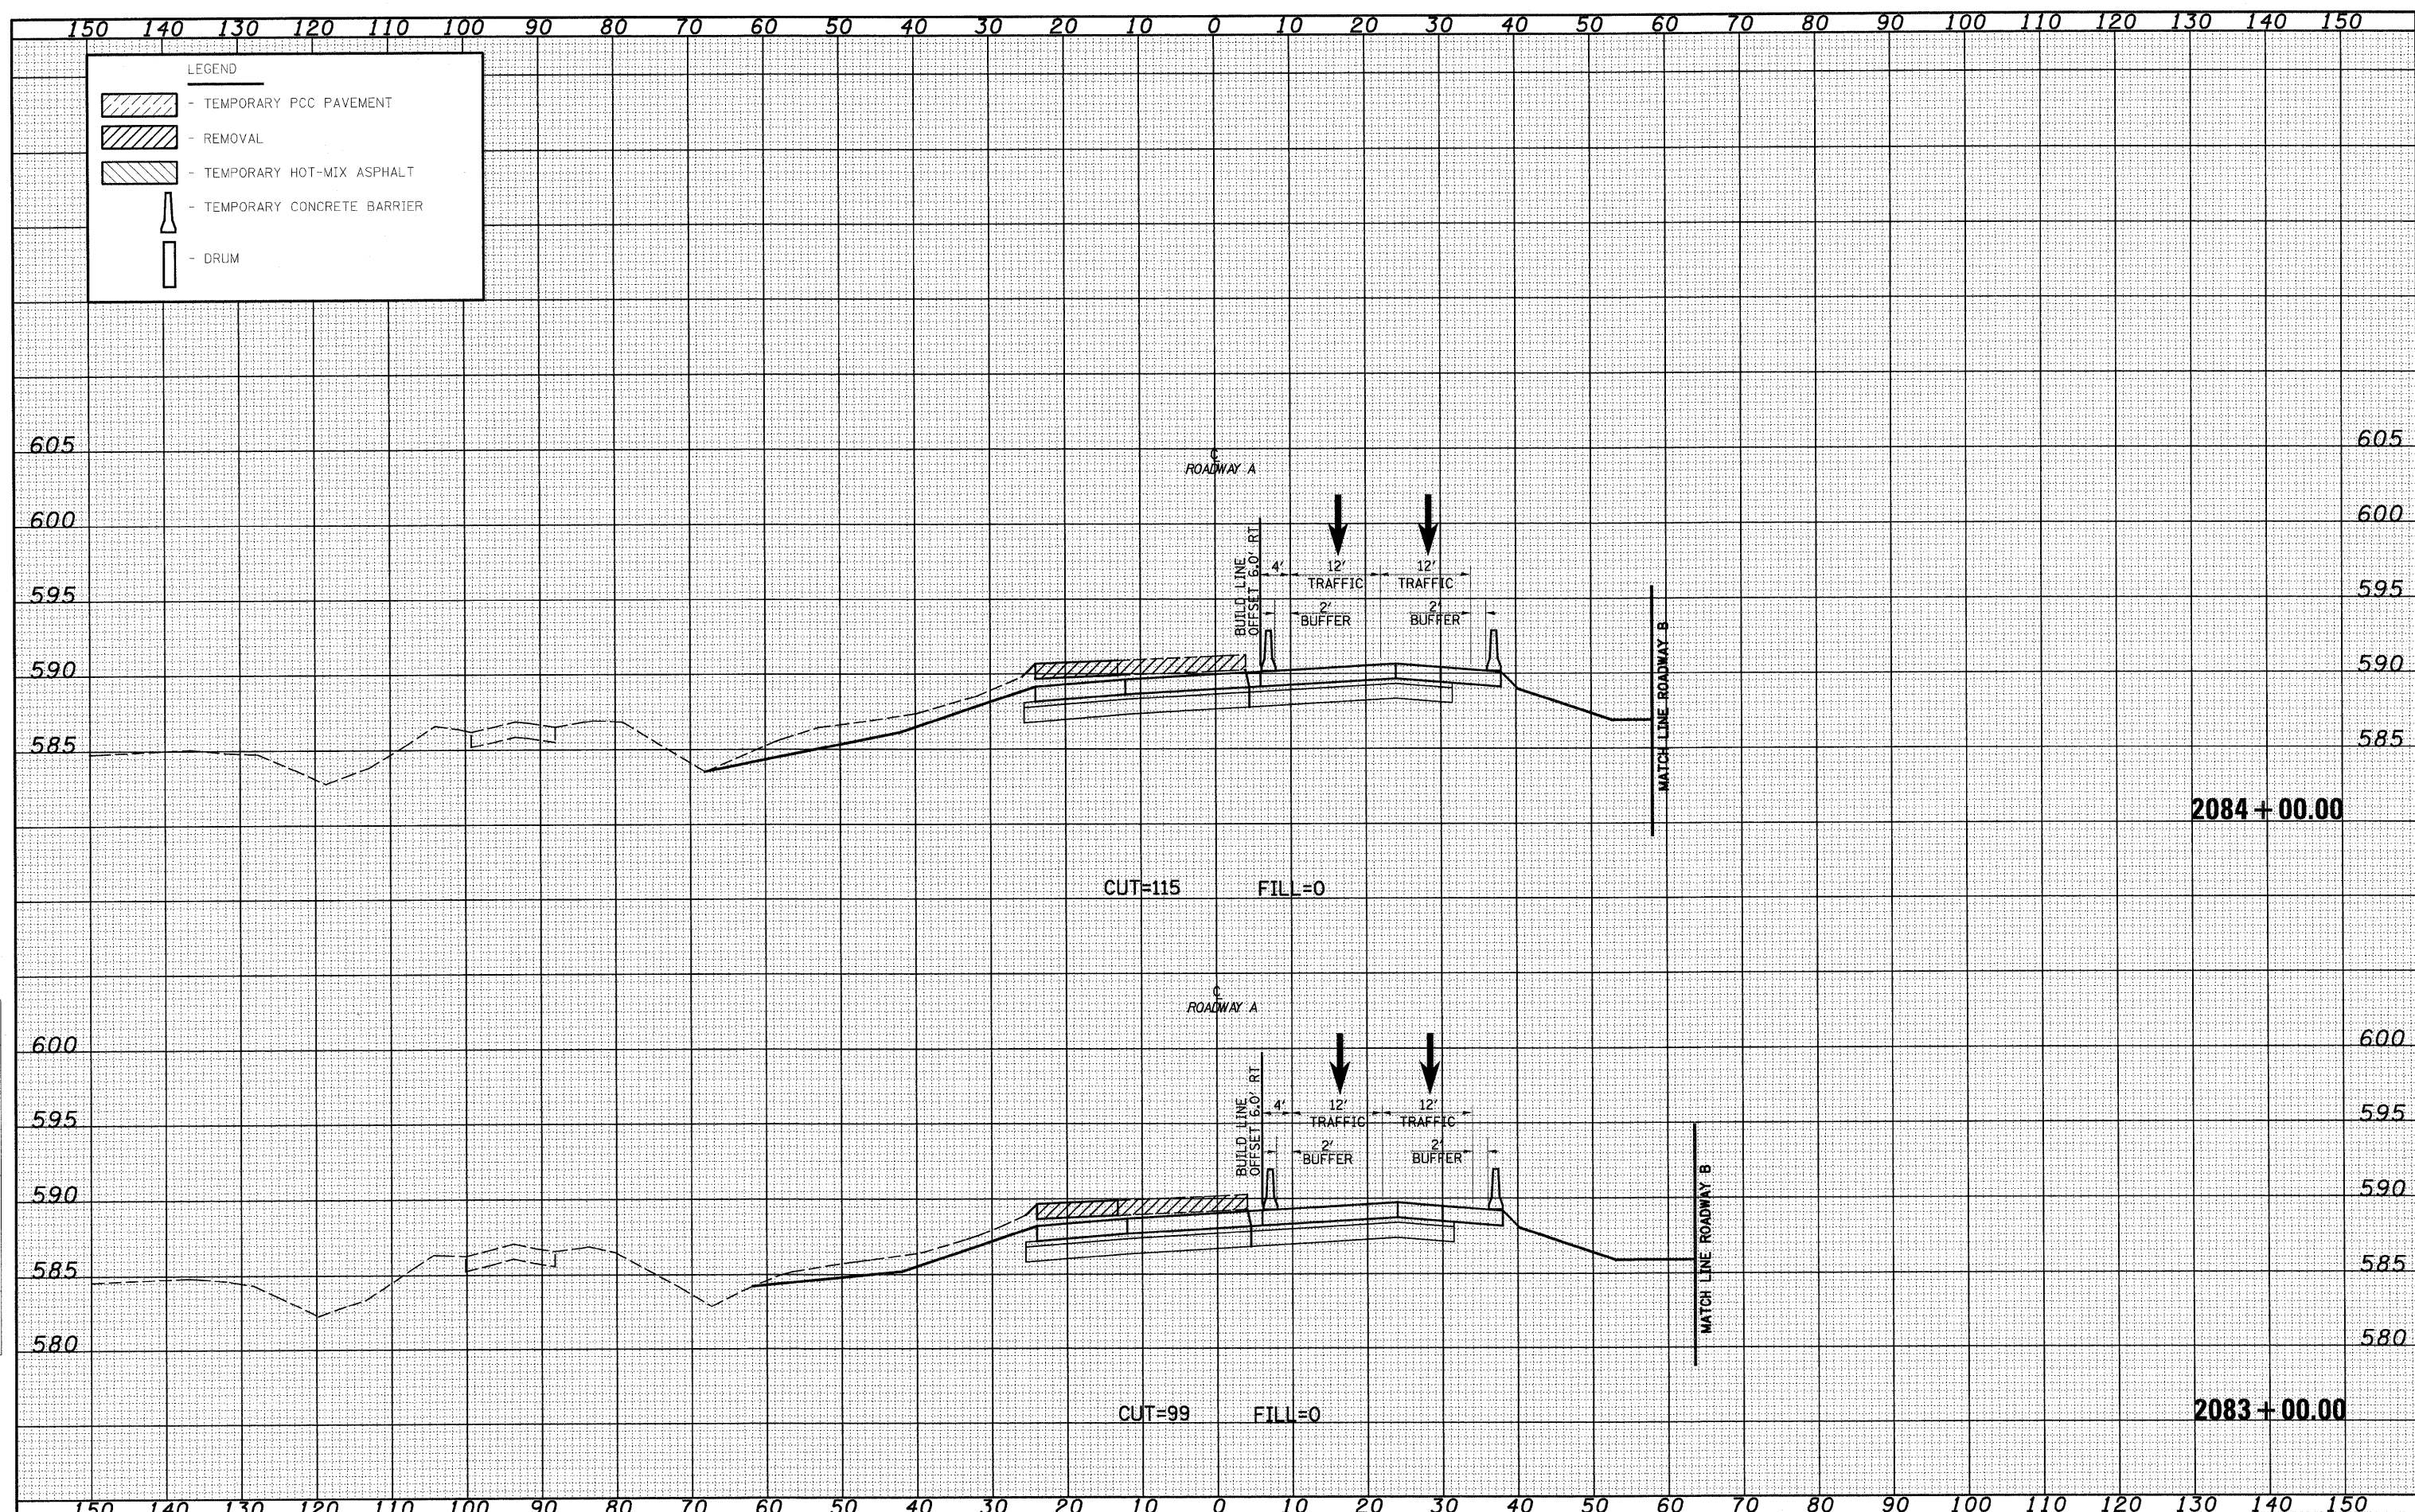 150 140 130 120 110 100 90 80 70 60 50 40 30 20 10 0 10 20 30 40 50 60 70 80 90 100 110 120 130 140 150
LEGEND
- TEMPORARY PCC PAVEMENT
- REMOVAL
- TEMPORARY HOT-MIX ASPHALT
- TEMPORARY CONCRETE BARRIER
- DRUM
605 605
℄
ROADWAY A
600 600
BUILD LINE
OFFSET 6.0' RT
4' 12' 12'
TRAFFIC TRAFFIC
595 595
2' 2'
BUFFER BUFFER
590 590
MATCH LINE ROADWAY B
585 585
2084+00.00
CUT=115 FILL=0
℄
ROADWAY A
600 600
BUILD LINE
OFFSET 6.0' RT
4' 12' 12'
595 TRAFFIC TRAFFIC 595
2' 2'
BUFFER BUFFER
590 590
MATCH LINE ROADWAY B
585 585
580 580
CUT=99 FILL=0
2083+00.00
150 140 130 120 110 100 90 80 70 60 50 40 30 20 10 0 10 20 30 40 50 60 70 80 90 100 110 120 130 140 150